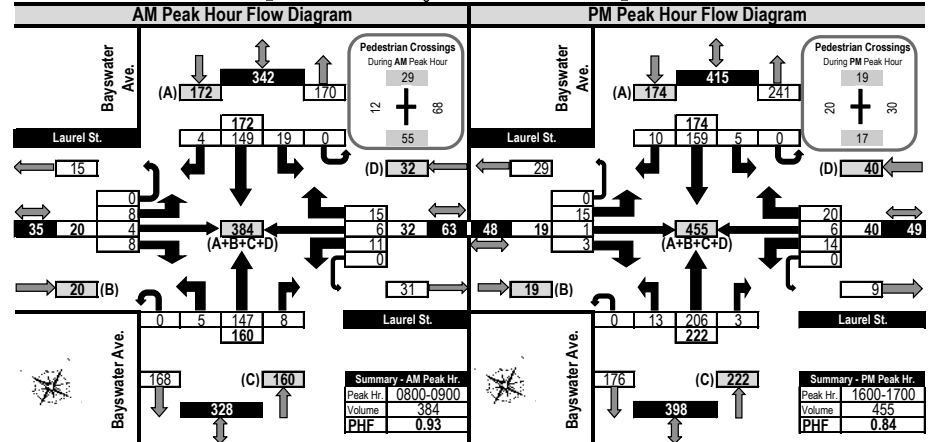 AM Peak Hour Flow Diagram
Bayswater Ave.
Pedestrian Crossings
During AM Peak Hour
29
12
68
55
342
(A) 172
170
172
4 149 19 0
Laurel St.
15
(D) 32
0
8
35 20 4
8
384
(A+B+C+D)
15
6 32 63
11
0
20 (B)
31
0 5 147 8
160
Laurel St.
Bayswater Ave.
168
(C) 160
328
Summary - AM Peak Hr.
Peak Hr. 0800-0900
Volume 384
PHF 0.93
PM Peak Hour Flow Diagram
Bayswater Ave.
Pedestrian Crossings
During PM Peak Hour
19
20
30
17
415
(A) 174
241
174
10 159 5 0
Laurel St.
29
(D) 40
0
15
48 19 1
3
455
(A+B+C+D)
20
6 40 49
14
0
19 (B)
9
0 13 206 3
222
Laurel St.
Bayswater Ave.
176
(C) 222
398
Summary - PM Peak Hr.
Peak Hr. 1600-1700
Volume 455
PHF 0.84